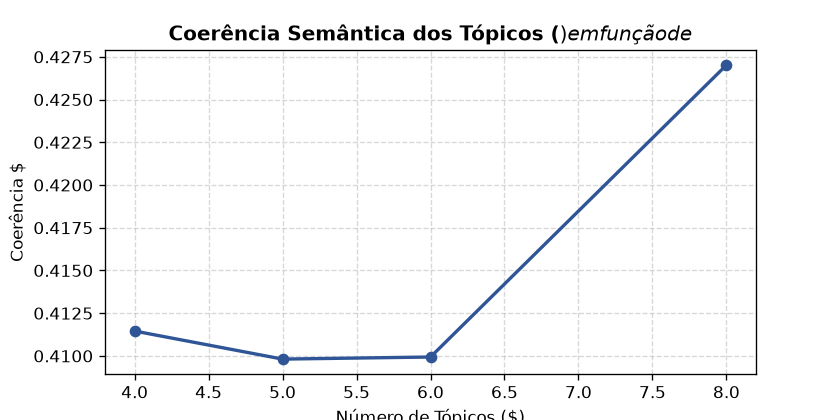 Coerência Semântica dos Tópicos ()emfunçãode
0.4275
0.4250
0.4225
0.4200
0.4175
0.4150
0.4125
0.4100
Coerência $
4.0 4.5 5.0 5.5 6.0 6.5 7.0 7.5 8.0
Número de Tópicos ($)